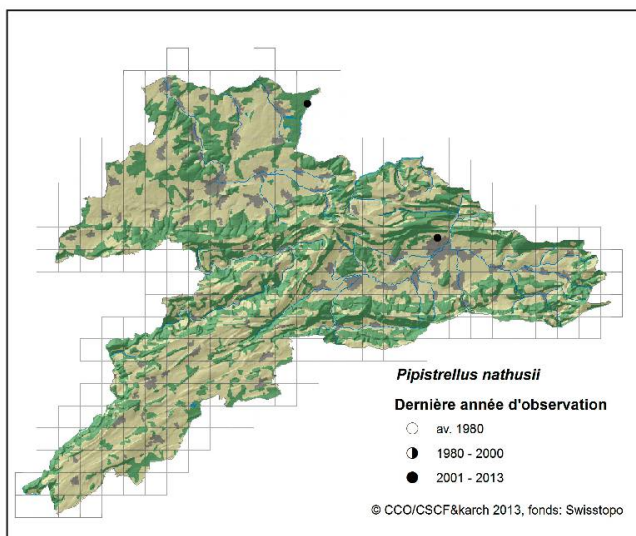 Pipistrellus nathusii
Dernière année d'observation
av. 1980
1980 - 2000
2001 - 2013
© CCO/CSCF&karch 2013, fonds: Swisstopo